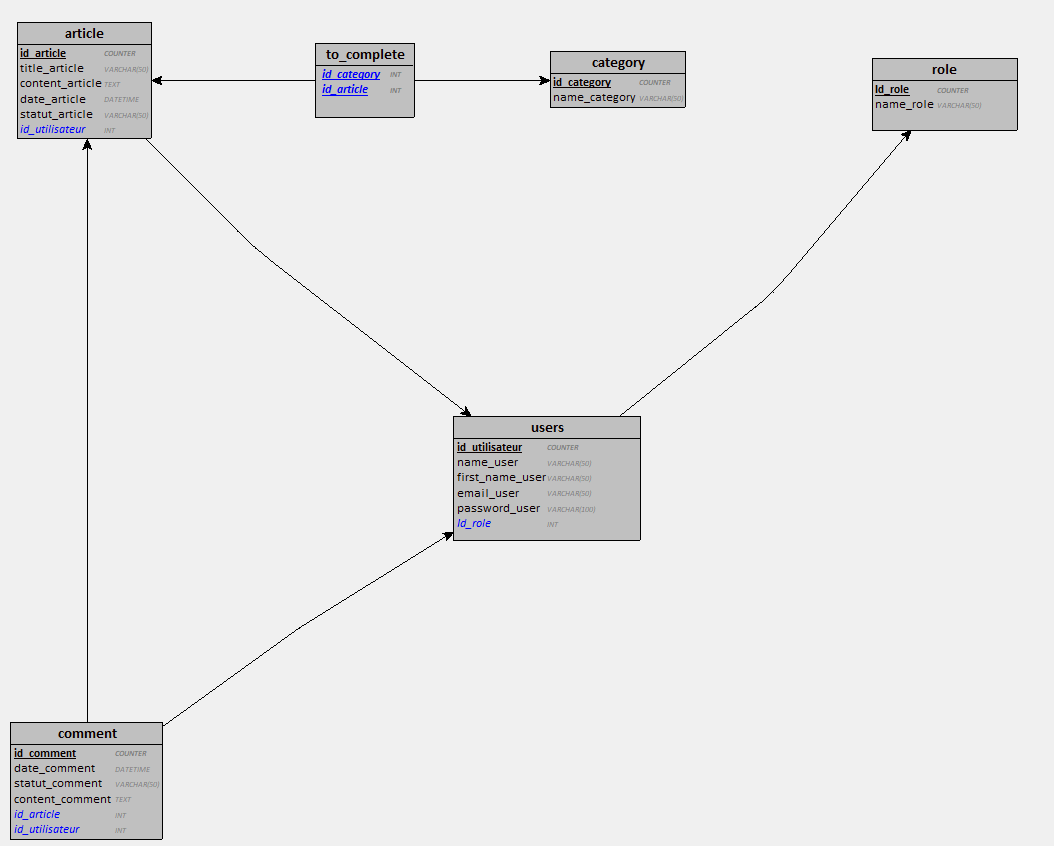 article
id_article COUNTER
title_article VARCHAR(50)
content_article TEXT
date_article DATETIME
statut_article VARCHAR(50)
id_utilisateur INT
to_complete
id_category INT
id_article INT
category
id_category COUNTER
name_category VARCHAR(50)
role
Id_role COUNTER
name_role VARCHAR(50)
users
id_utilisateur COUNTER
name_user VARCHAR(50)
first_name_user VARCHAR(50)
email_user VARCHAR(50)
password_user VARCHAR(100)
Id_role INT
comment
id_comment COUNTER
date_comment DATETIME
statut_comment VARCHAR(50)
content_comment TEXT
id_article INT
id_utilisateur INT